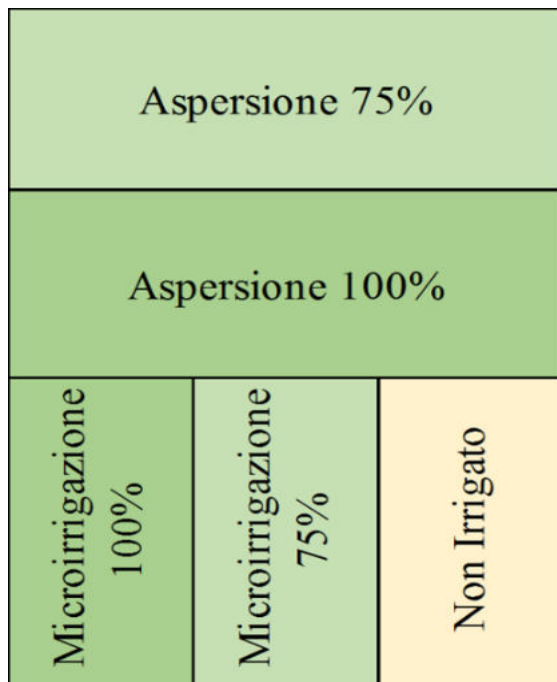 Aspersione 75%
Aspersione 100%
Microirrigazione
100%
Microirrigazione
75%
Non Irrigato